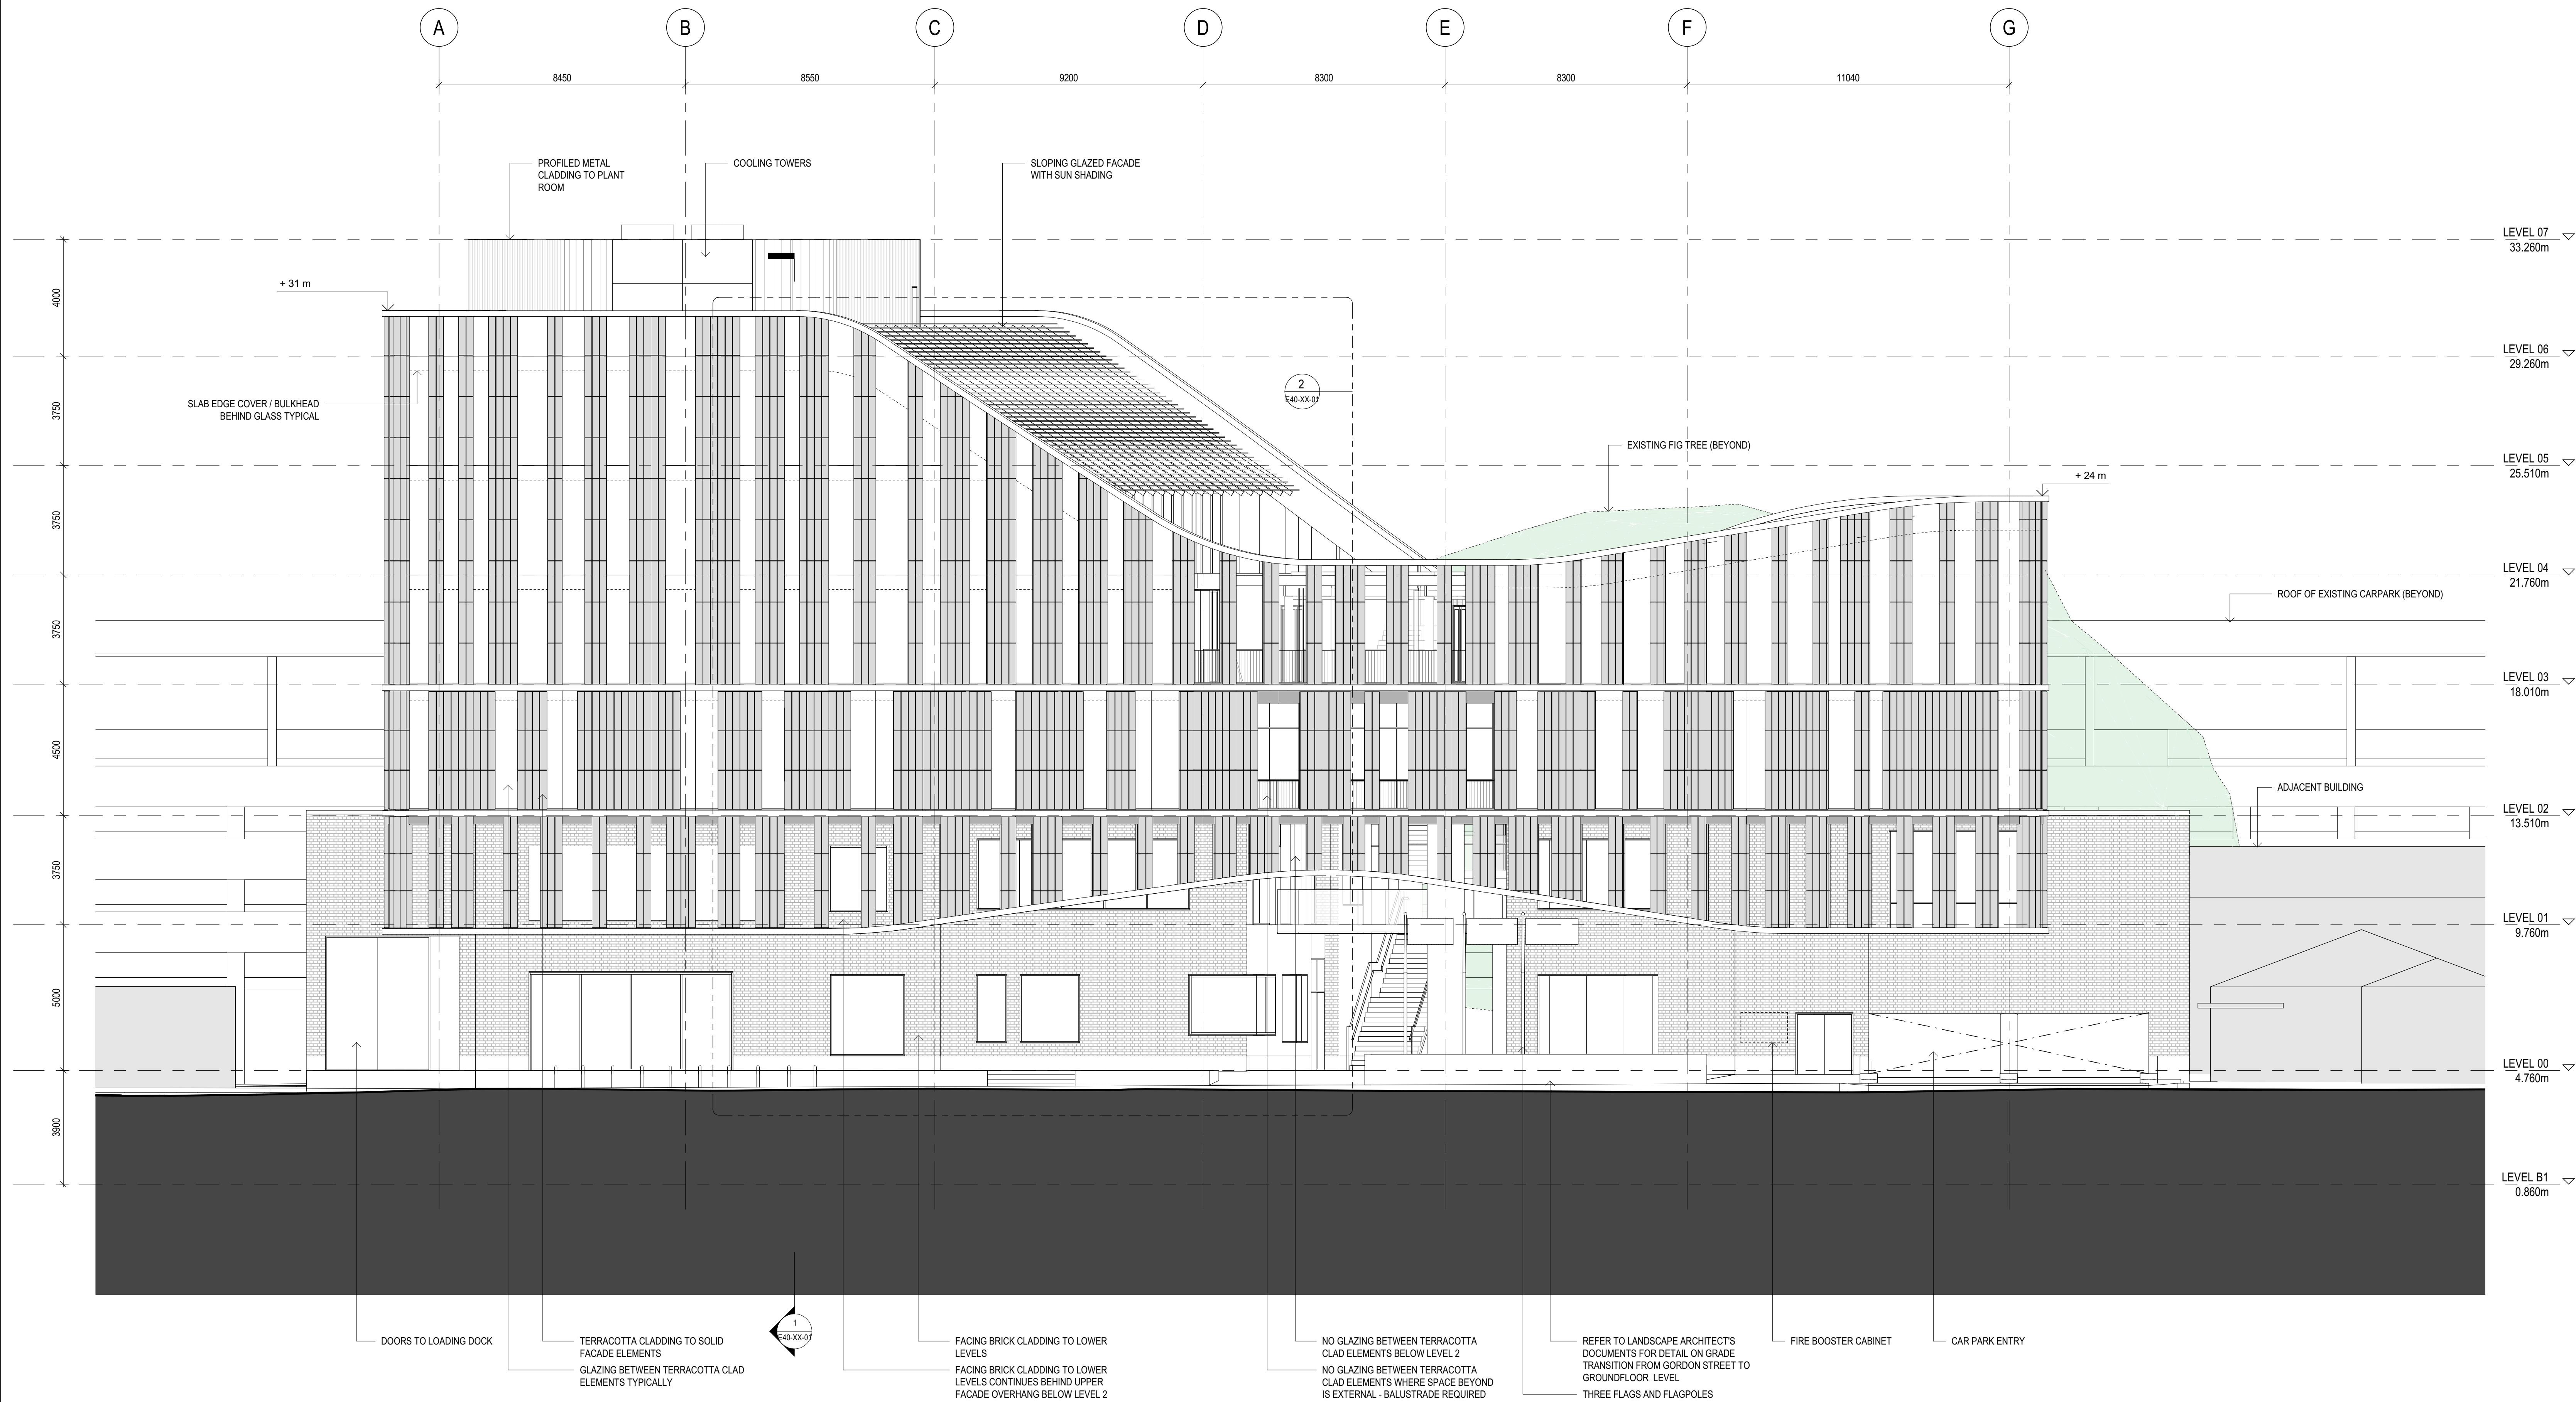 A
B
C
D
E
F
G
8450
8550
9200
8300
8300
11040
PROFILED METAL
CLADDING TO PLANT
ROOM
COOLING TOWERS
SLOPING GLAZED FACADE
WITH SUN SHADING
LEVEL 07
33.260m
+ 31 m
4000
LEVEL 06
29.260m
SLAB EDGE COVER / BULKHEAD
BEHIND GLASS TYPICAL
3750
2
E40-XX-01
EXISTING FIG TREE (BEYOND)
LEVEL 05
25.510m
+ 24 m
3750
LEVEL 04
21.760m
ROOF OF EXISTING CARPARK (BEYOND)
3750
LEVEL 03
18.010m
4500
ADJACENT BUILDING
LEVEL 02
13.510m
3750
LEVEL 01
9.760m
5000
LEVEL 00
4.760m
3900
LEVEL B1
0.860m
DOORS TO LOADING DOCK
TERRACOTTA CLADDING TO SOLID
FACADE ELEMENTS
GLAZING BETWEEN TERRACOTTA CLAD
ELEMENTS TYPICALLY
1
E40-XX-01
FACING BRICK CLADDING TO LOWER
LEVELS
FACING BRICK CLADDING TO LOWER
LEVELS CONTINUES BEHIND UPPER
FACADE OVERHANG BELOW LEVEL 2
NO GLAZING BETWEEN TERRACOTTA
CLAD ELEMENTS BELOW LEVEL 2
NO GLAZING BETWEEN TERRACOTTA
CLAD ELEMENTS WHERE SPACE BEYOND
IS EXTERNAL - BALUSTRADE REQUIRED
REFER TO LANDSCAPE ARCHITECT'S
DOCUMENTS FOR DETAIL ON GRADE
TRANSITION FROM GORDON STREET TO
GROUNDFLOOR LEVEL
THREE FLAGS AND FLAGPOLES
FIRE BOOSTER CABINET
CAR PARK ENTRY